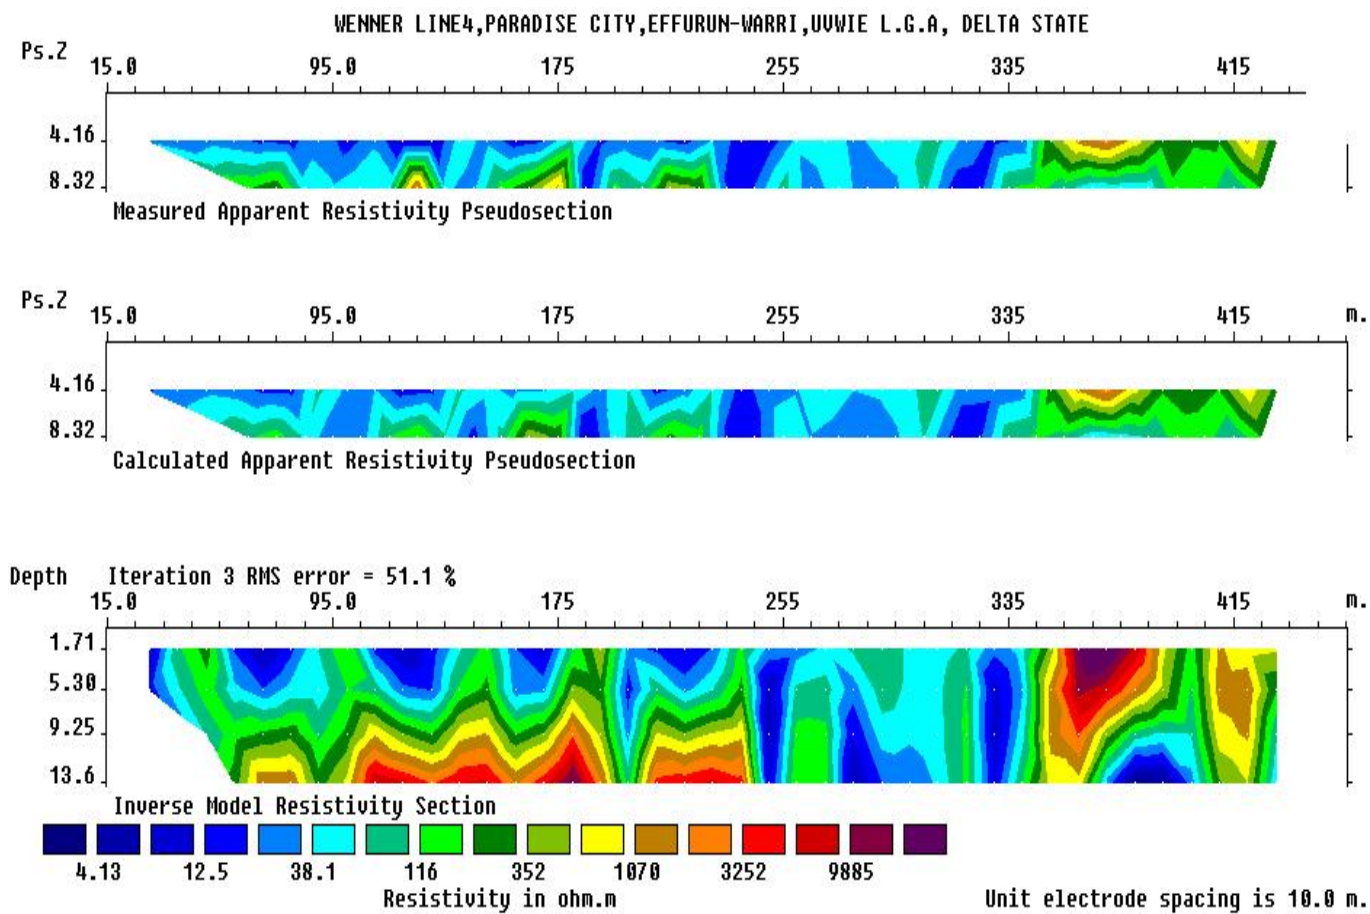 WENNER LINE4,PARADISE CITY,EFFURUN-WARRI,UVWIE L.G.A, DELTA STATE
Ps.Z 15.0 95.0 175 255 335 415
4.16
8.32
Measured Apparent Resistivity Pseudosection
Ps.Z 15.0 95.0 175 255 335 415 m.
4.16
8.32
Calculated Apparent Resistivity Pseudosection
Depth Iteration 3 RMS error = 51.1 %
15.0 95.0 175 255 335 415 m.
1.71
5.30
9.25
13.6
Inverse Model Resistivity Section
4.13 12.5 38.1 116 352 1070 3252 9885
Resistivity in ohm.m Unit electrode spacing is 10.0 m.